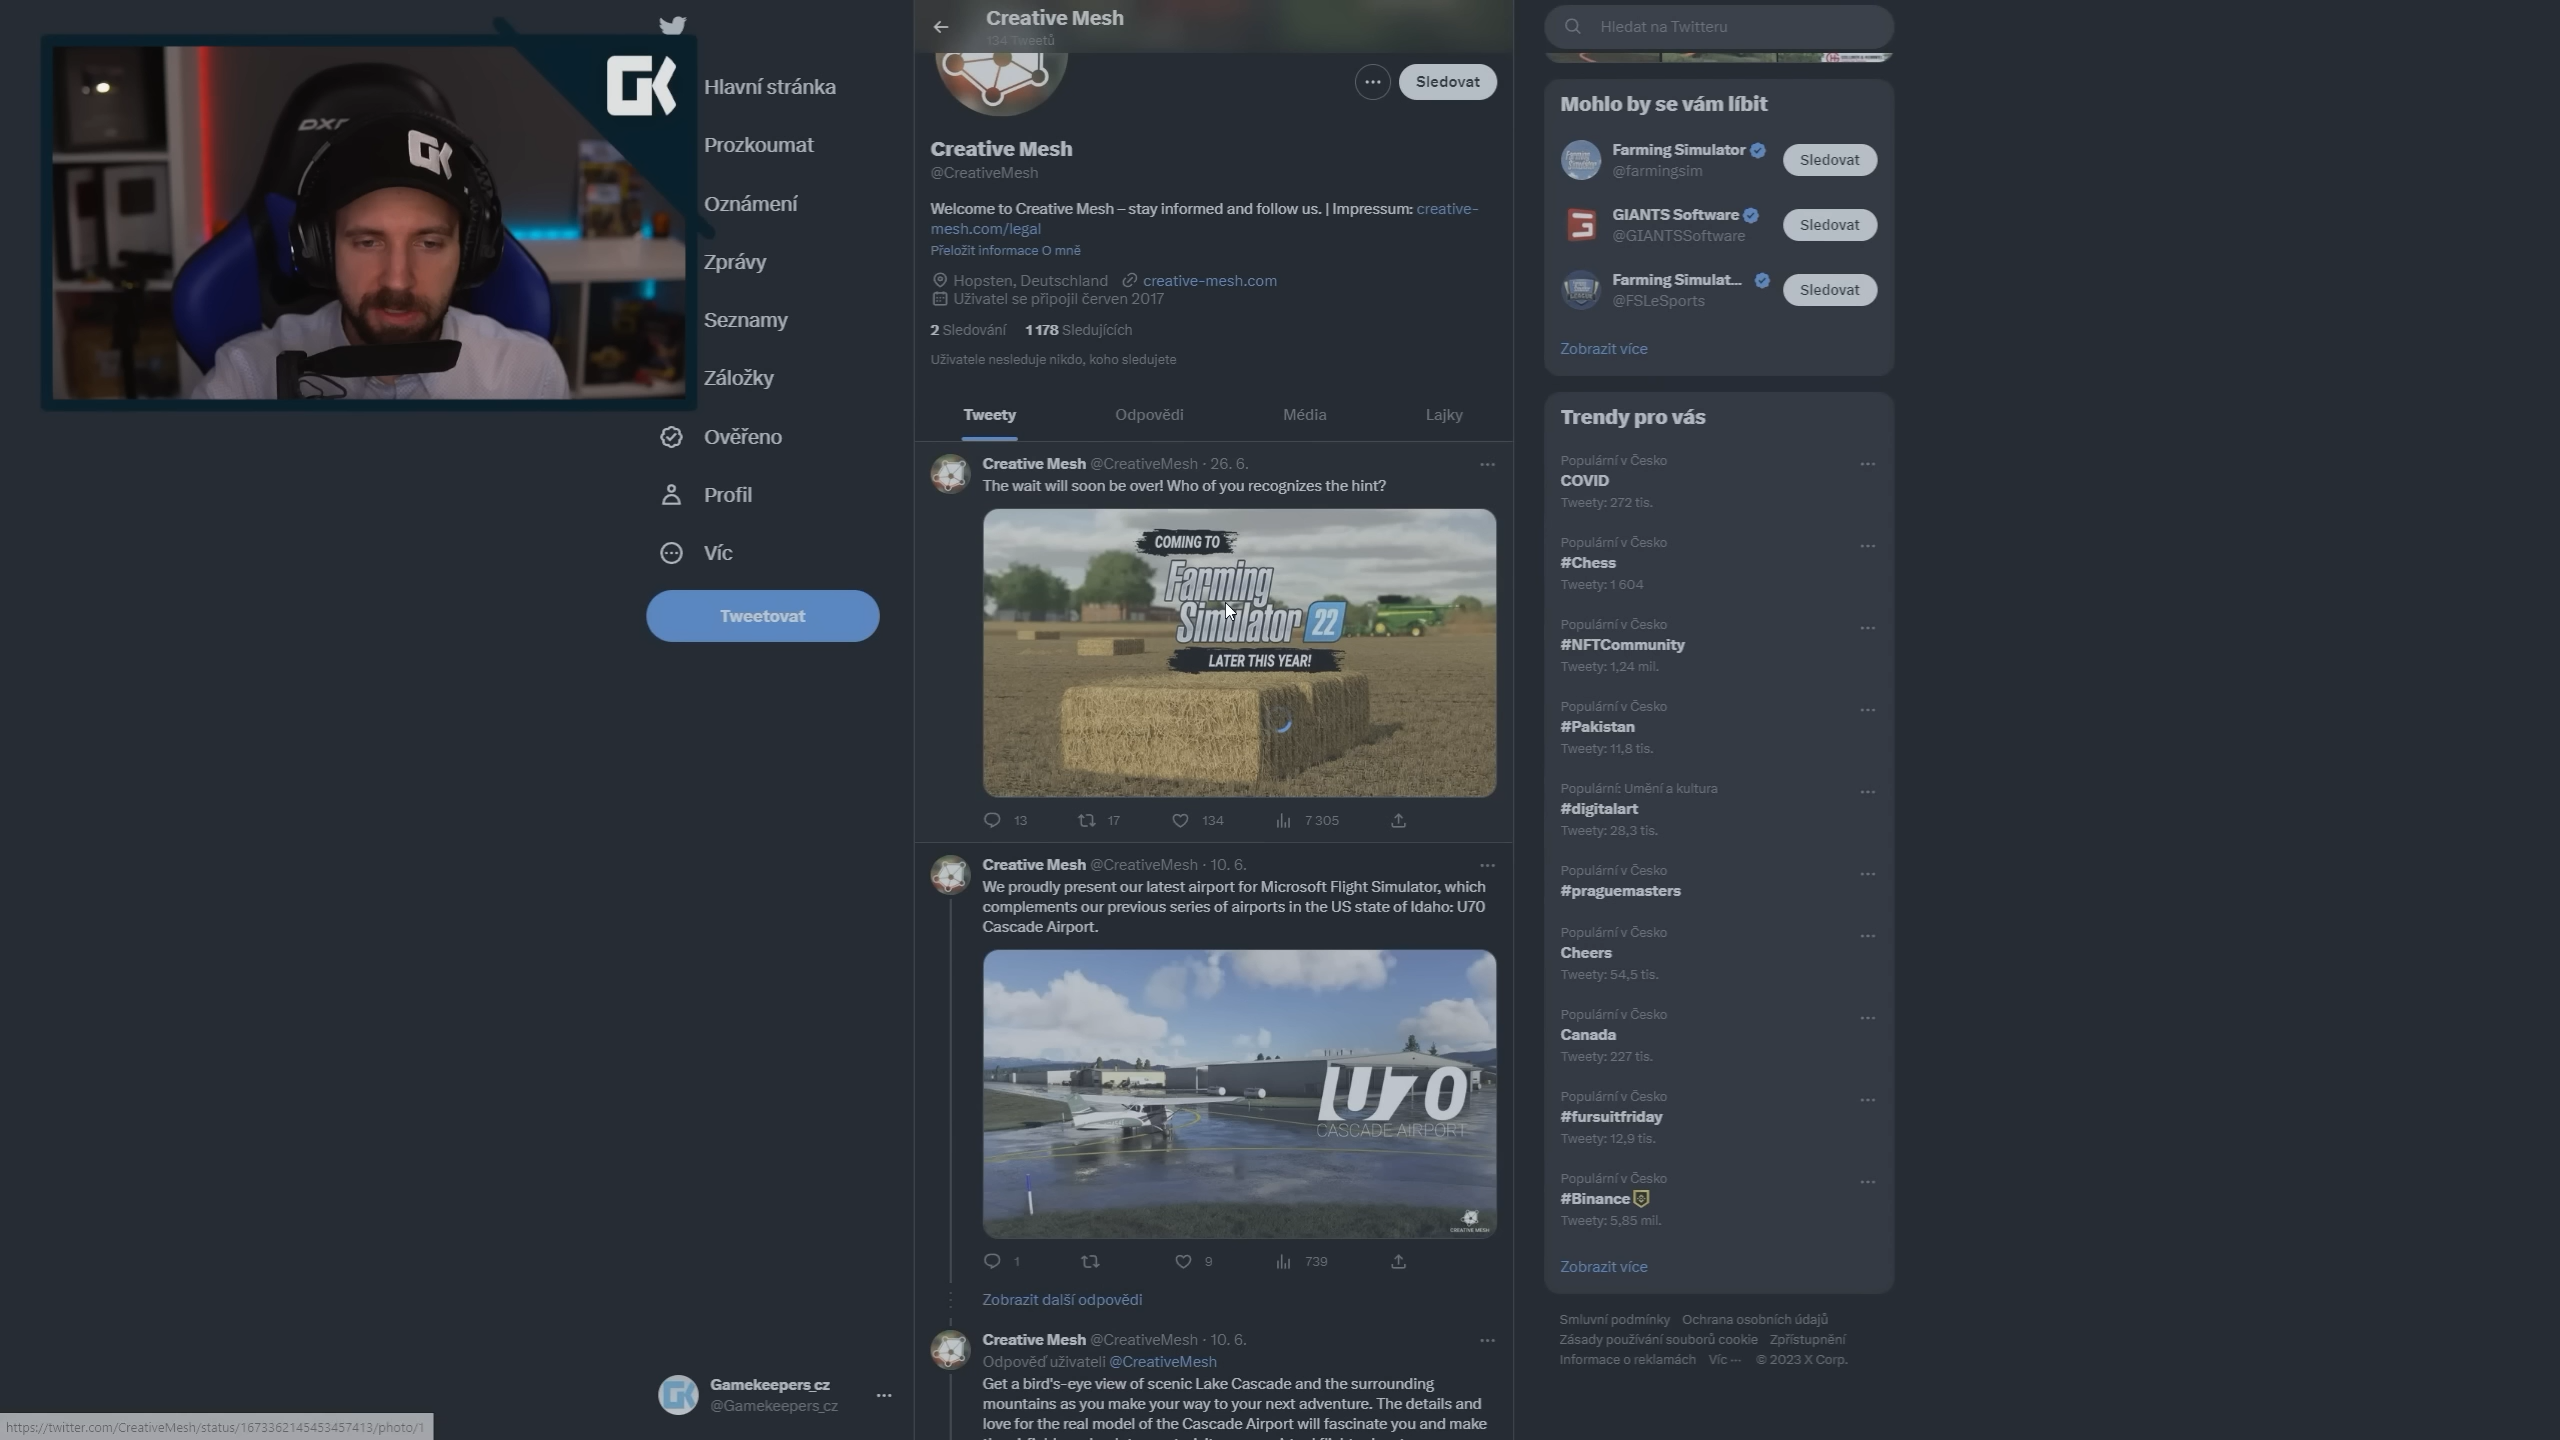 DXR
GK
GK
Hlavní stránka
Prozkoumat
Oznámení
Zprávy
Seznamy
Záložky
Ověřeno
Profil
Víc
Tweetovat
Gamekeepers_cz
@Gamekeepers_cz
https://twitter.com/CreativeMesh/status/1673362145453457413/photo/1
Creative Mesh
134 Tweetů
Sledovat
Creative Mesh
@CreativeMesh
Welcome to Creative Mesh – stay informed and follow us. | Impressum: creative-
mesh.com/legal
Přeložit informace O mně
Hopsten, Deutschland creative-mesh.com
Uživatel se připojil červen 2017
2 Sledování 1 178 Sledujících
Uživatele nesleduje nikdo, koho sledujete
Tweety Odpovědi Média Lajky
Creative Mesh @CreativeMesh · 26. 6.
The wait will soon be over! Who of you recognizes the hint?
COMING TO
Farming
Simulator 22
LATER THIS YEAR!
13 17 134 7 305
Creative Mesh @CreativeMesh · 10. 6.
We proudly present our latest airport for Microsoft Flight Simulator, which
complements our previous series of airports in the US state of Idaho: U70
Cascade Airport.
U70
CASCADE AIRPORT
CREATIVE MESH
1 9 739
Zobrazit další odpovědi
Creative Mesh @CreativeMesh · 10. 6.
Odpověď uživateli @CreativeMesh
Get a bird's-eye view of scenic Lake Cascade and the surrounding
mountains as you make your way to your next adventure. The details and
love for the real model of the Cascade Airport will fascinate you and make
Hledat na Twitteru
Mohlo by se vám líbit
Farming Simulator
@farmingsim
Sledovat
GIANTS Software
@GIANTSSoftware
Sledovat
Farming Simulat...
@FSLeSports
Sledovat
Zobrazit více
Trendy pro vás
Populární v Česko
COVID
Tweety: 272 tis.
Populární v Česko
#Chess
Tweety: 1 604
Populární v Česko
#NFTCommunity
Tweety: 1,24 mil.
Populární v Česko
#Pakistan
Tweety: 11,8 tis.
Populární: Umění a kultura
#digitalart
Tweety: 28,3 tis.
Populární v Česko
#praguemasters
Populární v Česko
Cheers
Tweety: 54,5 tis.
Populární v Česko
Canada
Tweety: 227 tis.
Populární v Česko
#fursuitfriday
Tweety: 12,9 tis.
Populární v Česko
#Binance
Tweety: 5,85 mil.
Zobrazit více
Smluvní podmínky Ochrana osobních údajů
Zásady používání souborů cookie Zpřístupnění
Informace o reklamách Víc ... © 2023 X Corp.